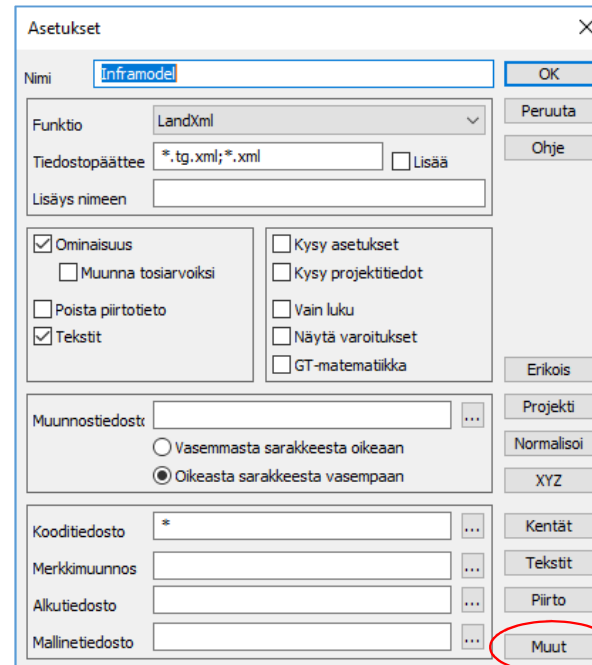 Asetukset
Nimi Inframodel OK
Funktio LandXml Peruuta
Tiedostopäättee *.tg.xml;*.xml Lisää Ohje
Lisäys nimeen
Ominaisuus Kysy asetukset
Muunna tosiarvoiksi Kysy projektitiedot
Poista piirtotieto Vain luku
Tekstit Näytä varoitukset
GT-matematiikka Erikois
Muunnostiedosto ... Projekti
Vasemmasta sarakkeesta oikeaan Normalisoi
Oikeasta sarakkeesta vasempaan XYZ
Kooditiedosto * ... Kentät
Merkkimuunnos ... Tekstit
Alkutiedosto ... Piirto
Mallinetiedosto ... Muut